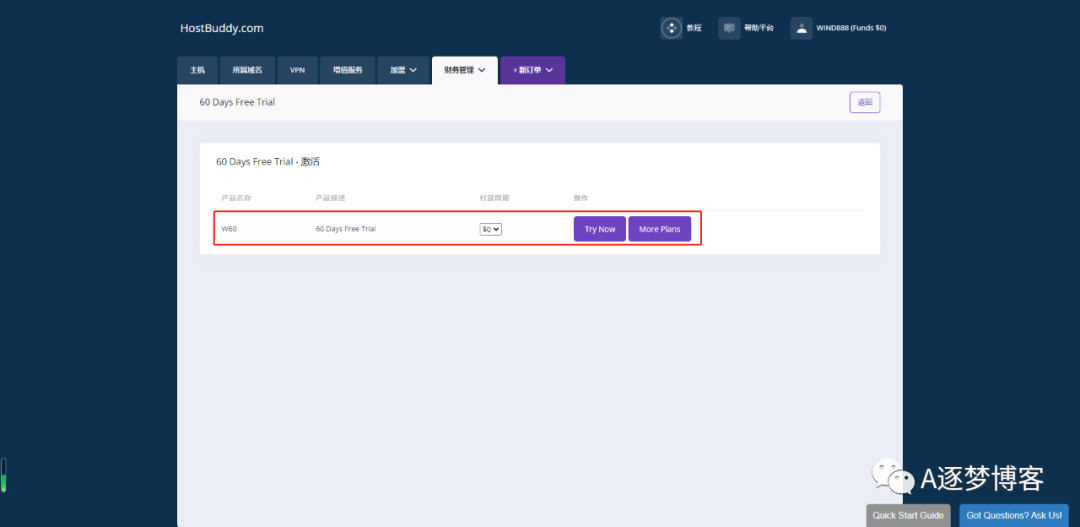 HostBuddy.com
教程
帮助平台
WIND888 (Funds $0)
主机
所属域名
VPN
增值服务
加盟
财务管理
+ 新订单
60 Days Free Trial
返回
60 Days Free Trial - 激活
产品名称
产品描述
付款周期
操作
W60
60 Days Free Trial
$0
Try Now
More Plans
A逐梦博客
Quick Start Guide
Got Questions? Ask Us!